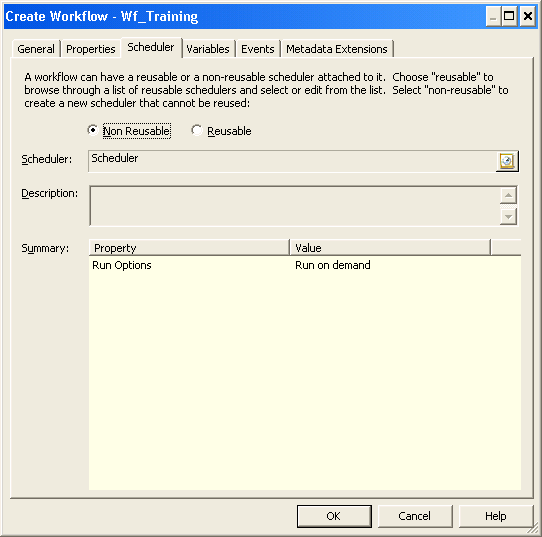 Create Workflow - Wf_Training
General Properties Scheduler Variables Events Metadata Extensions
A workflow can have a reusable or a non-reusable scheduler attached to it. Choose "reusable" to
browse through a list of reusable schedulers and select or edit from the list. Select "non-reusable" to
create a new scheduler that cannot be reused:
Non Reusable Reusable
Scheduler: Scheduler
Description:
Summary: Property Value
Run Options Run on demand
OK Cancel Help